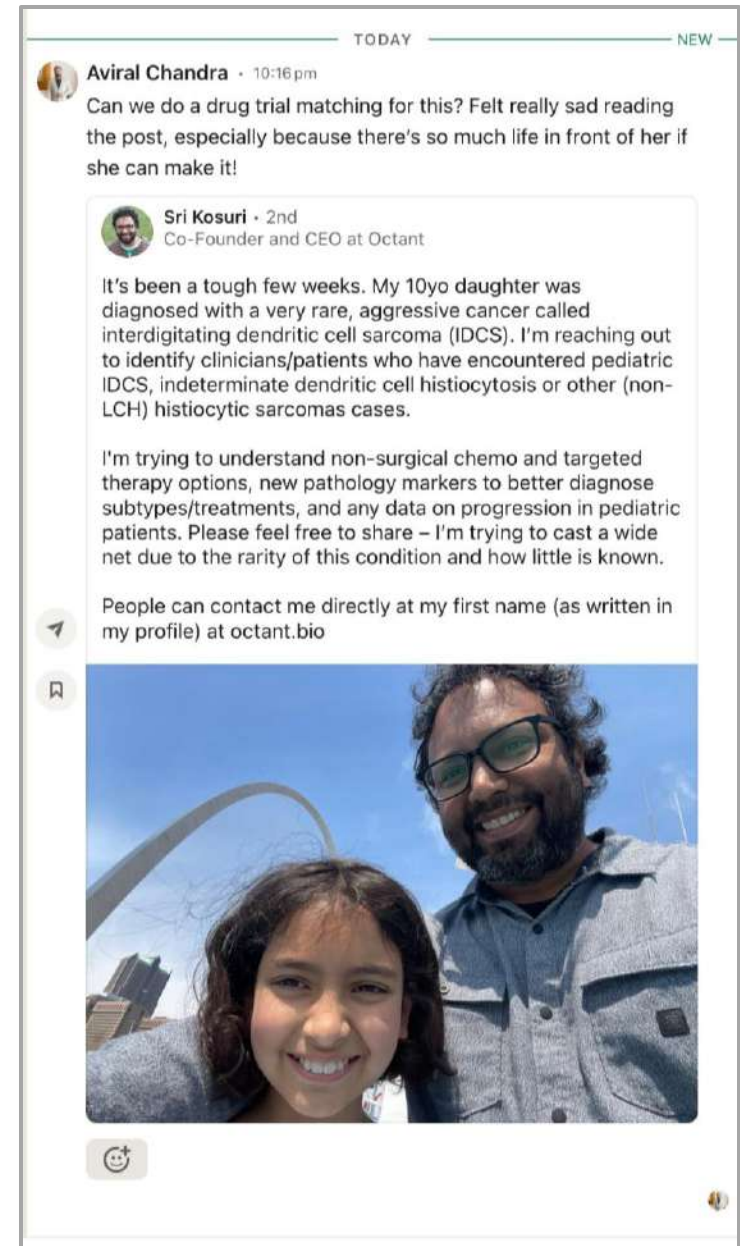 TODAY
NEW
Aviral Chandra · 10:16 pm
Can we do a drug trial matching for this? Felt really sad reading
the post, especially because there's so much life in front of her if
she can make it!
Sri Kosuri · 2nd
Co-Founder and CEO at Octant
It's been a tough few weeks. My 10yo daughter was
diagnosed with a very rare, aggressive cancer called
interdigitating dendritic cell sarcoma (IDCS). I'm reaching out
to identify clinicians/patients who have encountered pediatric
IDCS, indeterminate dendritic cell histiocytosis or other (non-
LCH) histiocytic sarcomas cases.
I'm trying to understand non-surgical chemo and targeted
therapy options, new pathology markers to better diagnose
subtypes/treatments, and any data on progression in pediatric
patients. Please feel free to share – I'm trying to cast a wide
net due to the rarity of this condition and how little is known.
People can contact me directly at my first name (as written in
my profile) at octant.bio